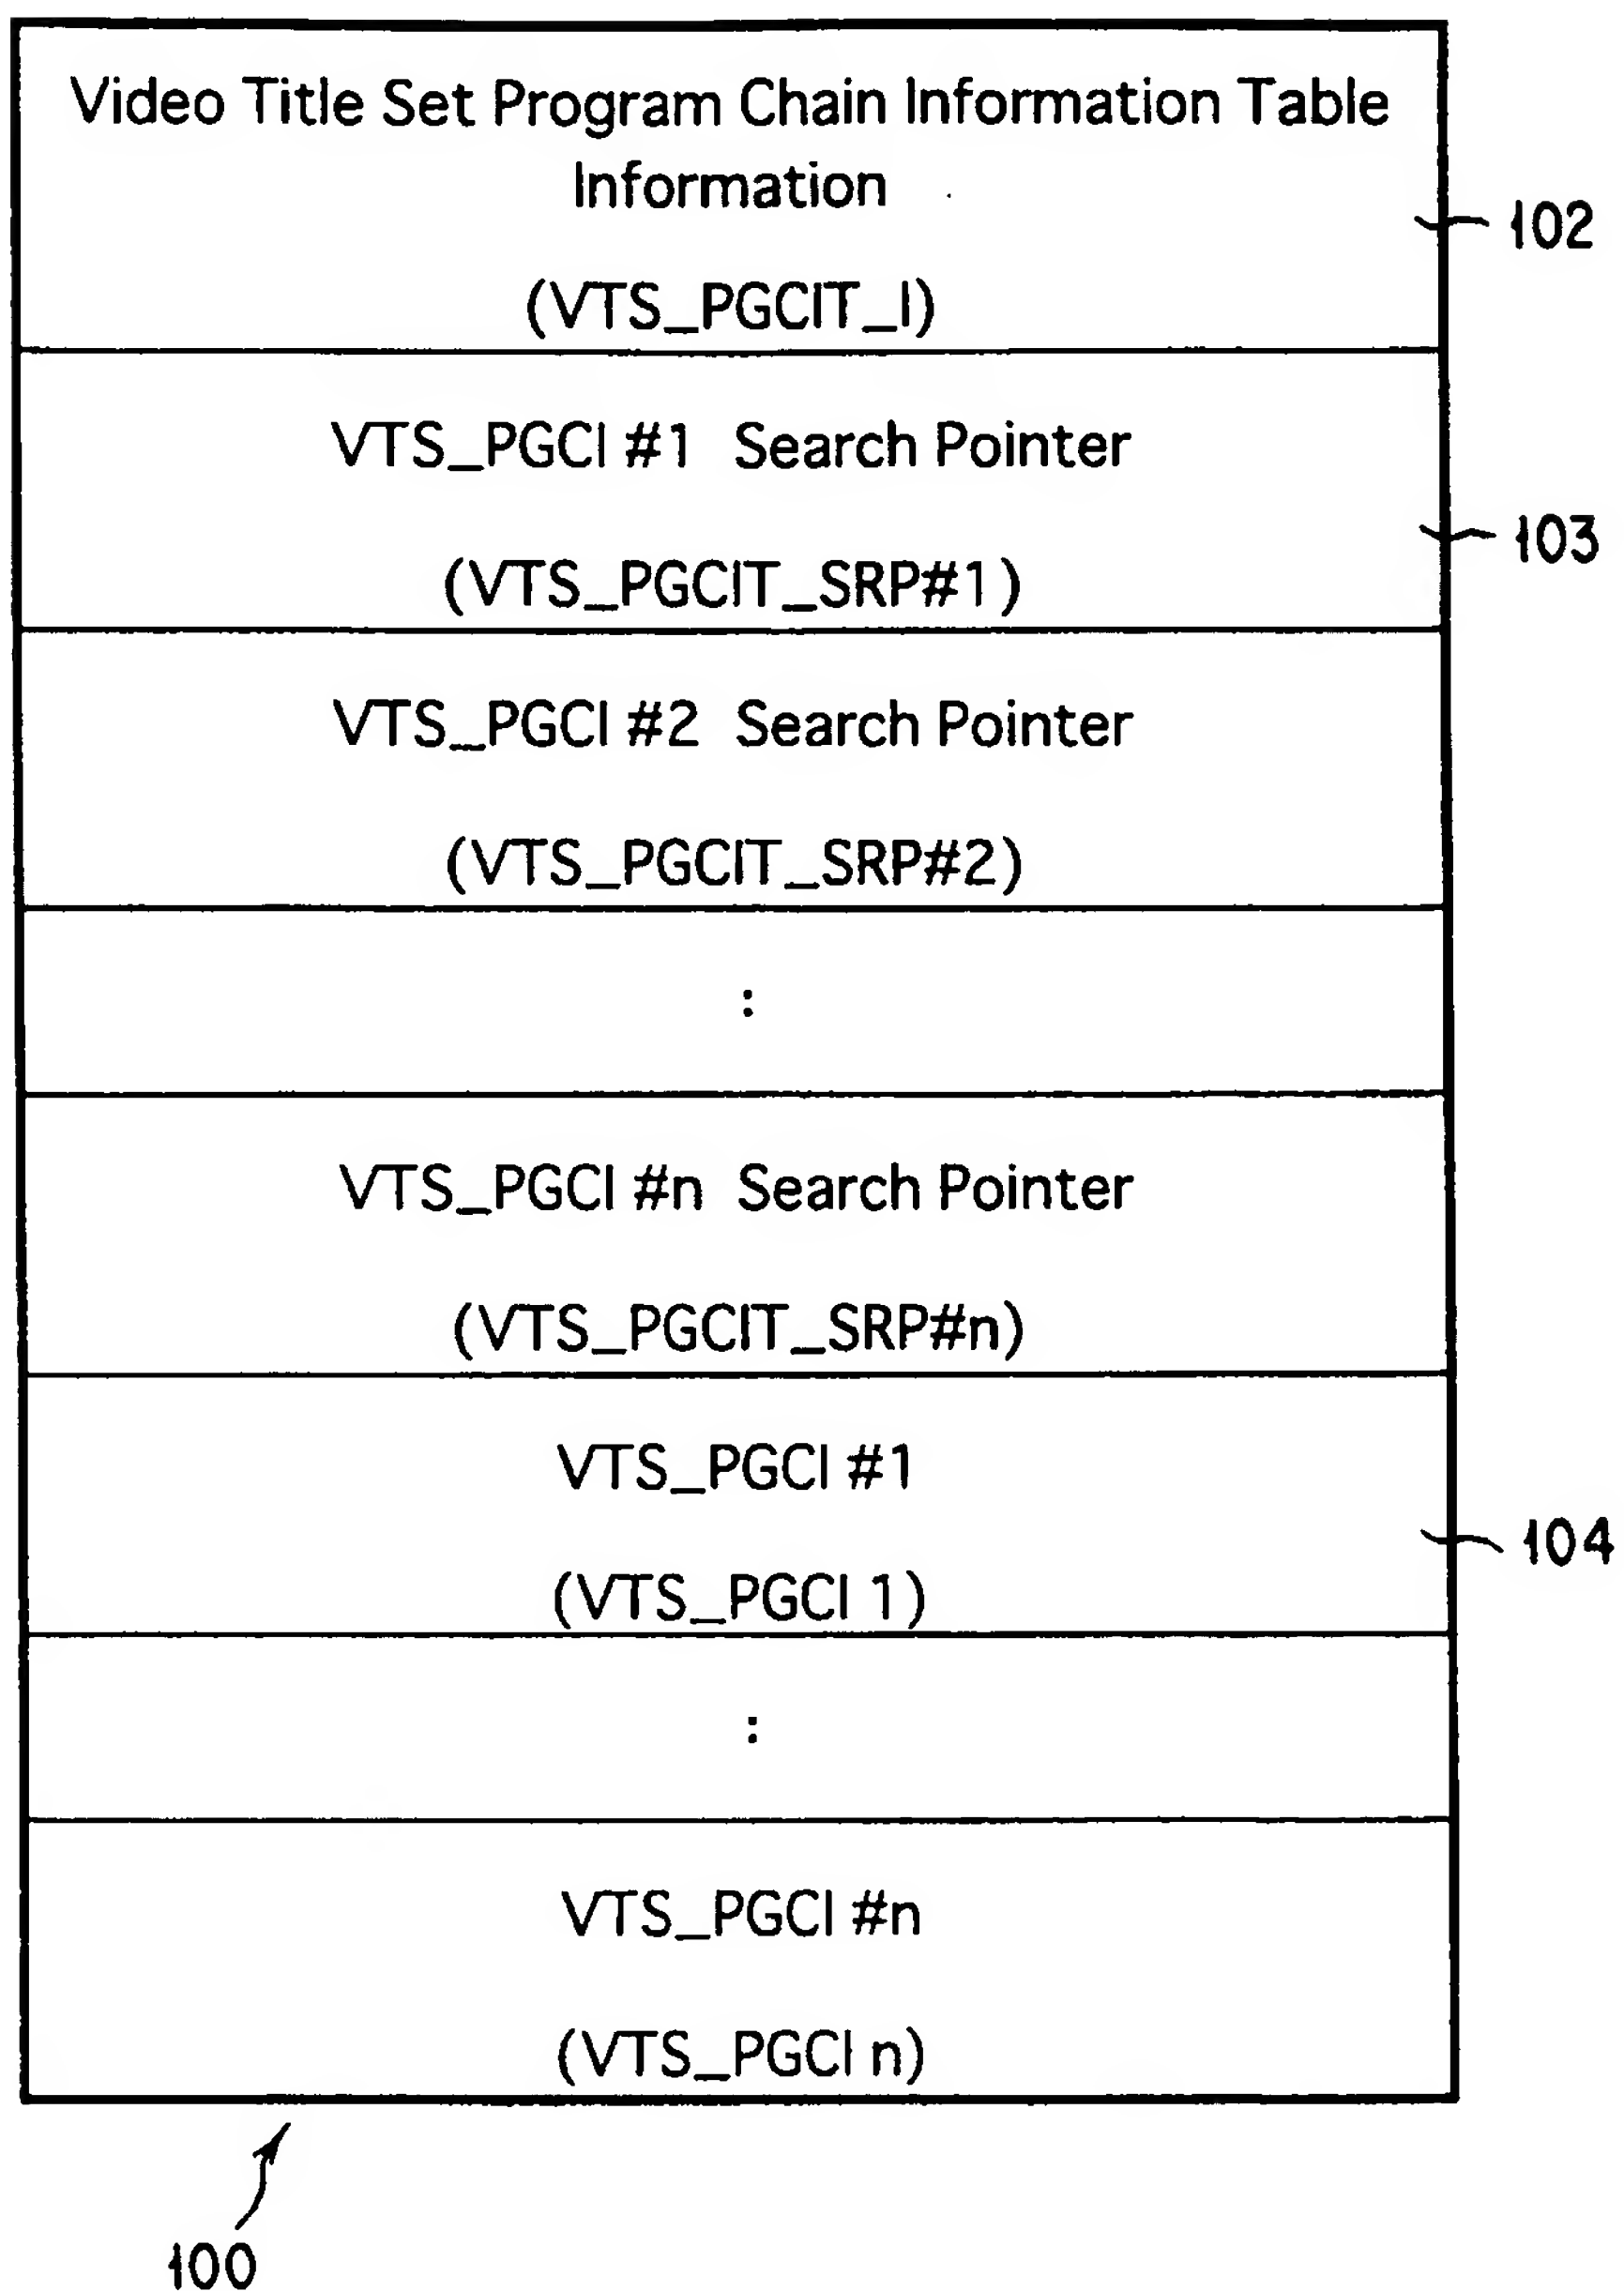 Video Title Set Program Chain Information Table
Information
(VTS_PGCIT_I)
102
VTS_PGCI #1 Search Pointer
(VTS_PGCIT_SRP#1)
103
VTS_PGCI #2 Search Pointer
(VTS_PGCIT_SRP#2)
:
VTS_PGCI #n Search Pointer
(VTS_PGCIT_SRP#n)
VTS_PGCI #1
(VTS_PGCI 1)
104
:
VTS_PGCI #n
(VTS_PGCI n)
100